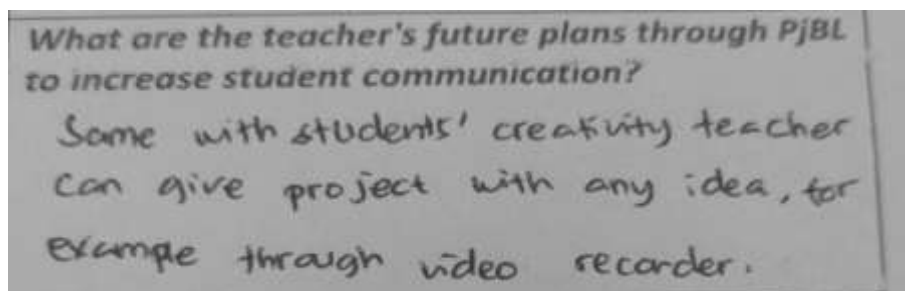 What are the teacher's future plans through PjBL
to increase student communication?
Same with students' creativity teacher
can give project with any idea, for
example through video recorder.